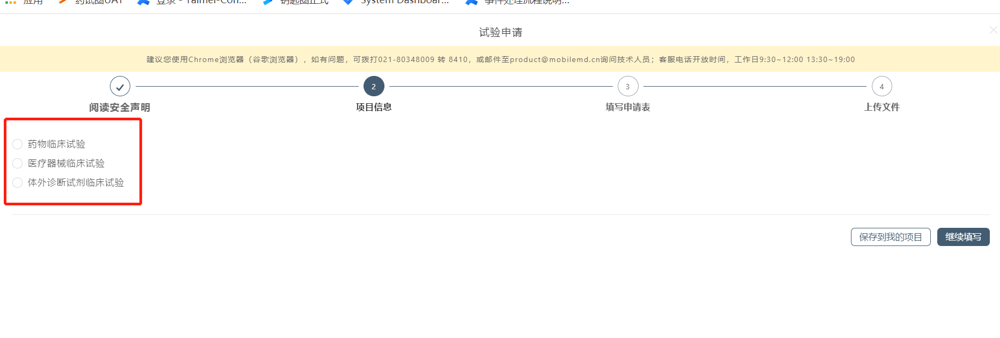 应用 药试圈UAT 登录 - Taimei-Con... 钥匙圈正式 System Dashboar... 事件处理流程说明...
试验申请
建议您使用Chrome浏览器（谷歌浏览器），如有问题，可拨打021-80348009 转 8410，或邮件至product@mobilemd.cn询问技术人员；客服电话开放时间，工作日9:30~12:00 13:30~19:00
2 3 4
阅读安全声明 项目信息 填写申请表 上传文件
药物临床试验
医疗器械临床试验
体外诊断试剂临床试验
保存到我的项目 继续填写